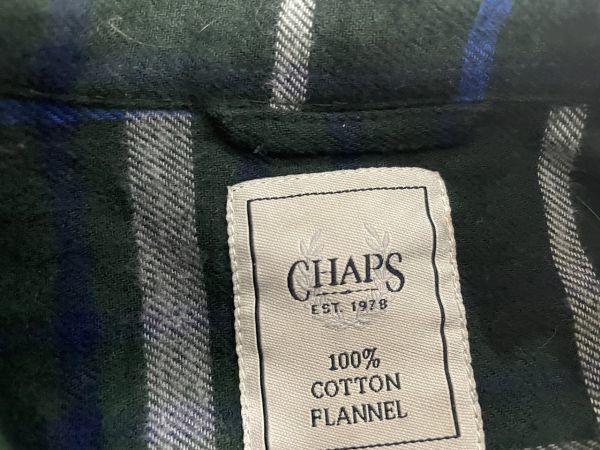 CHAPS
EST. 1978
100%
COTTON
FLANNEL